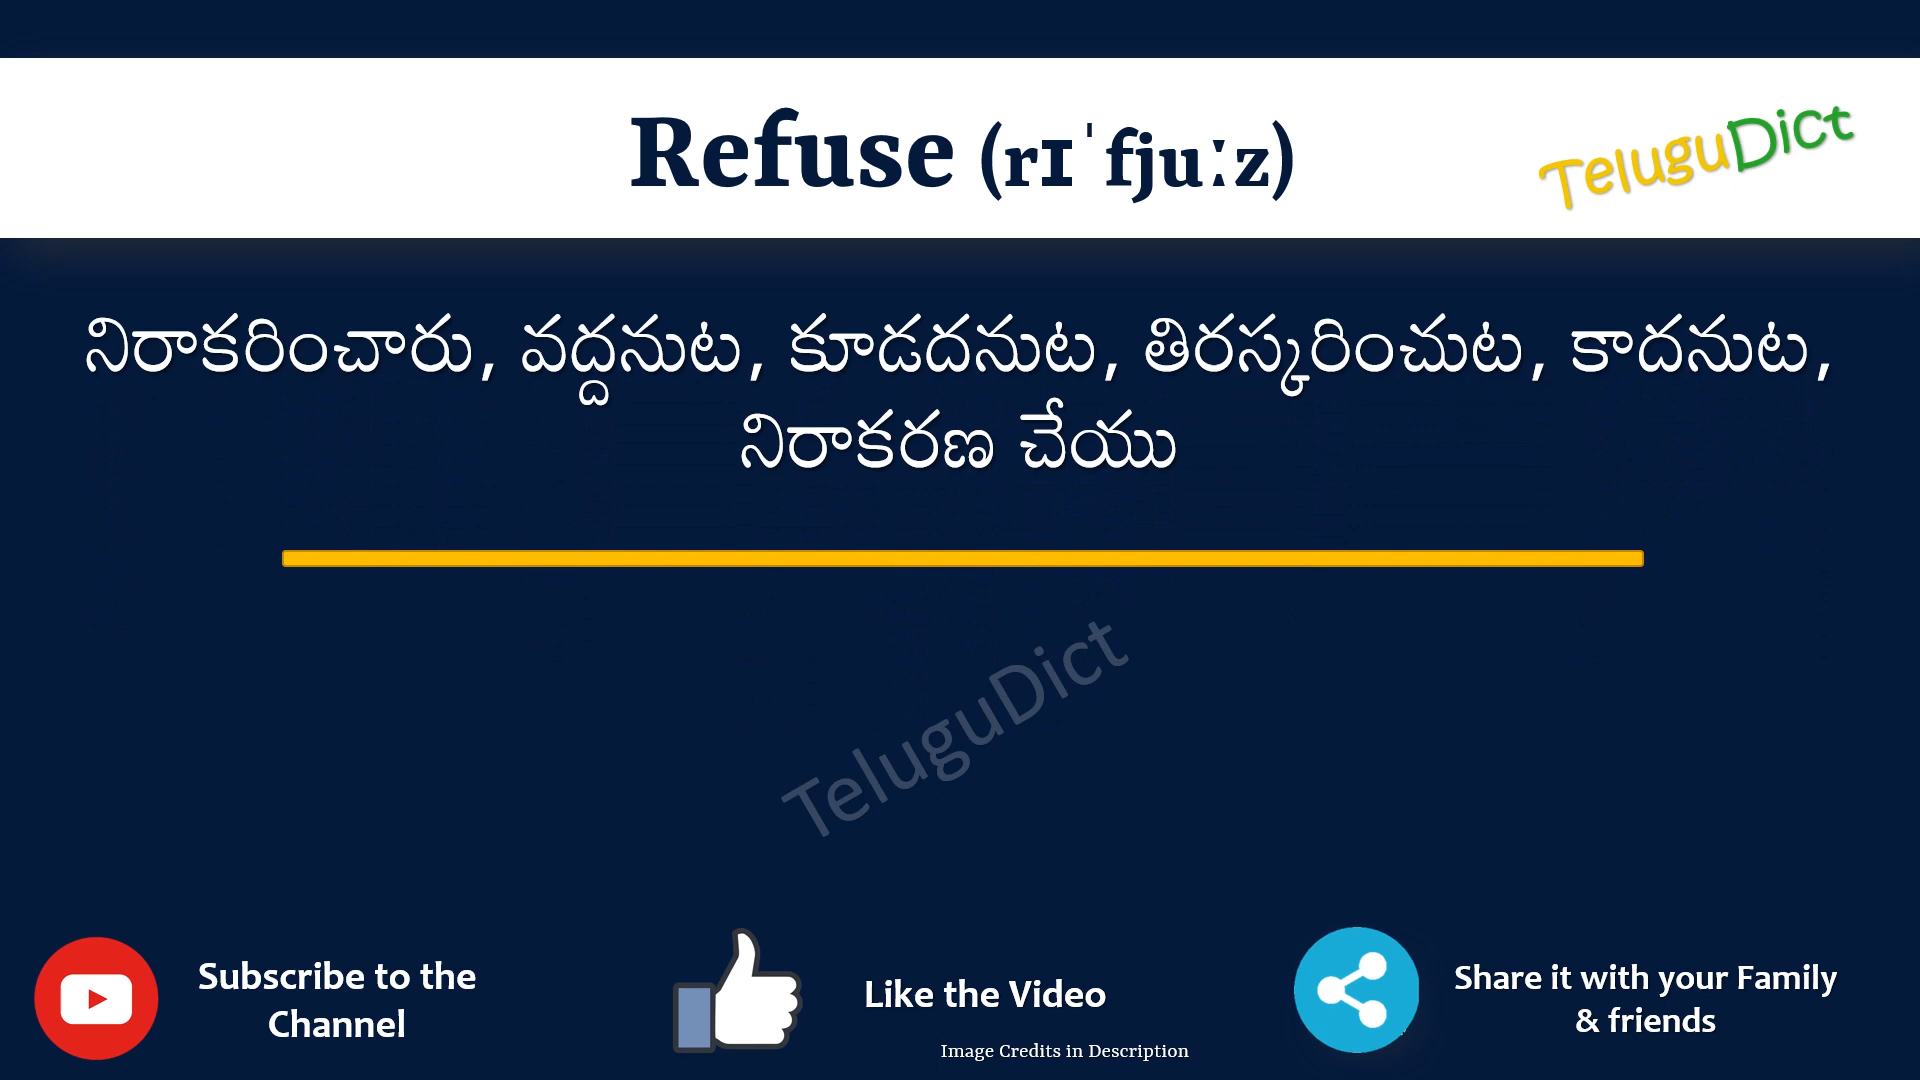 Refuse (rɪˈfjuːz)
TeluguDict
నిరాకరించారు, వద్దనుట, కూడదనుట, తిరస్కరించుట, కాదనుట,
నిరాకరణ చేయు
TeluguDict
Subscribe to the
Channel
Like the Video
Share it with your Family
& friends
Image Credits in Description